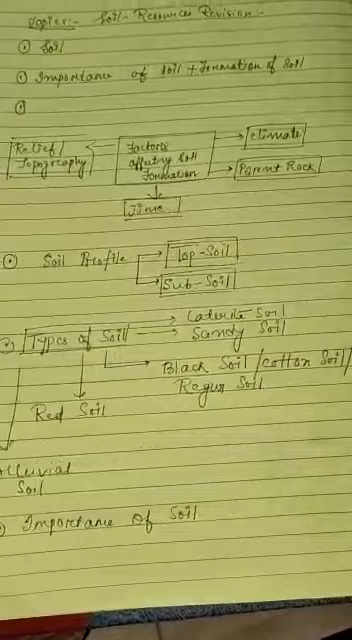 Topic:- Soil- Resources Revision:-
Soil
Importance of Soil + Formation of Soil
Relief/
Topography
Factors
affecting Soil
Formation
climate
Parent Rock
Time
Soil Profile
Top-Soil
Sub-Soil
Types of Soil
Laterite Soil
Sandy Soil
Black Soil/cotton Soil/
Regur Soil
Red Soil
Alluvial
Soil
Importance of Soil